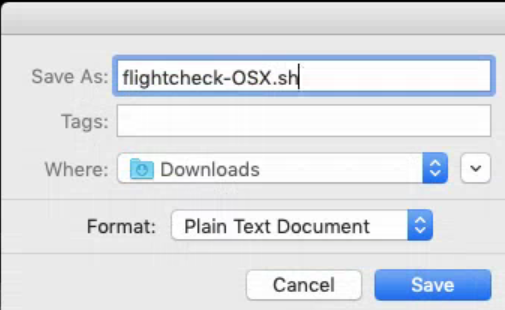 Save As: flightcheck-OSX.sh
Tags:
Where: Downloads
Format: Plain Text Document
Cancel Save